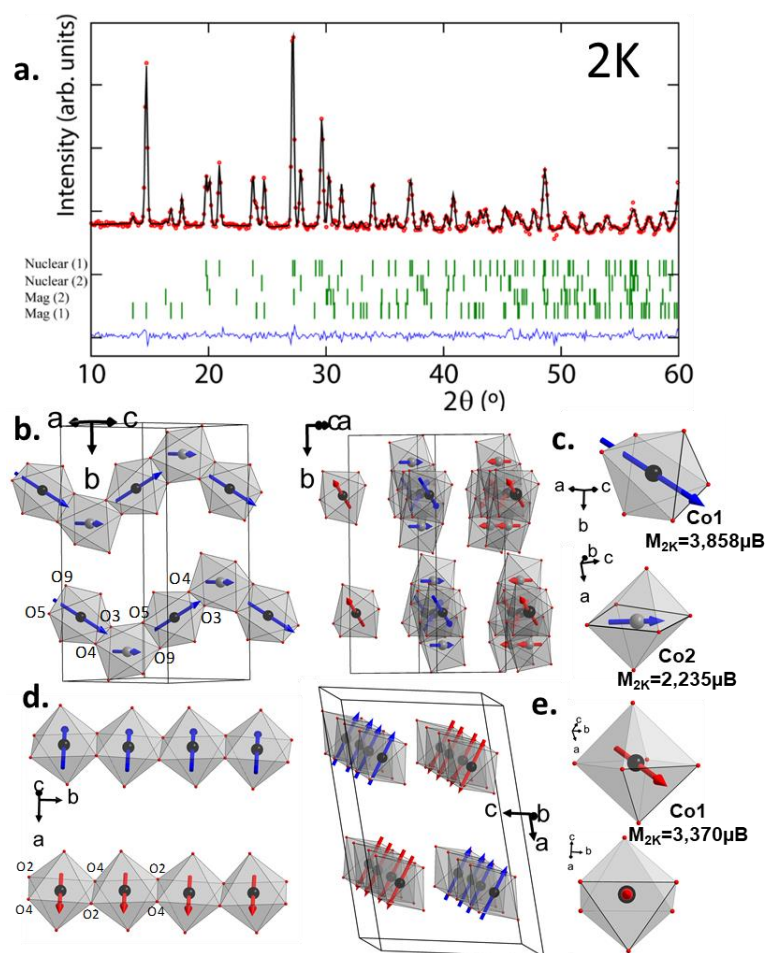 a.
2K
Intensity (arb. units)
Nuclear (1)
Nuclear (2)
Mag (2)
Mag (1)
10 20 30 40 50 60
2θ (º)
b.
a c
b
O9
O5 O3
O4
O5
O9
O4
O3
ca
b
c.
a c
b
Co1
M2K=3,858μB
b
c
a
Co2
M2K=2,235μB
d.
c
b
a
O2 O4 O2
O4 O2 O4
c b
a
e.
c
b
a
Co1
M2K=3,370μB
c
b
a